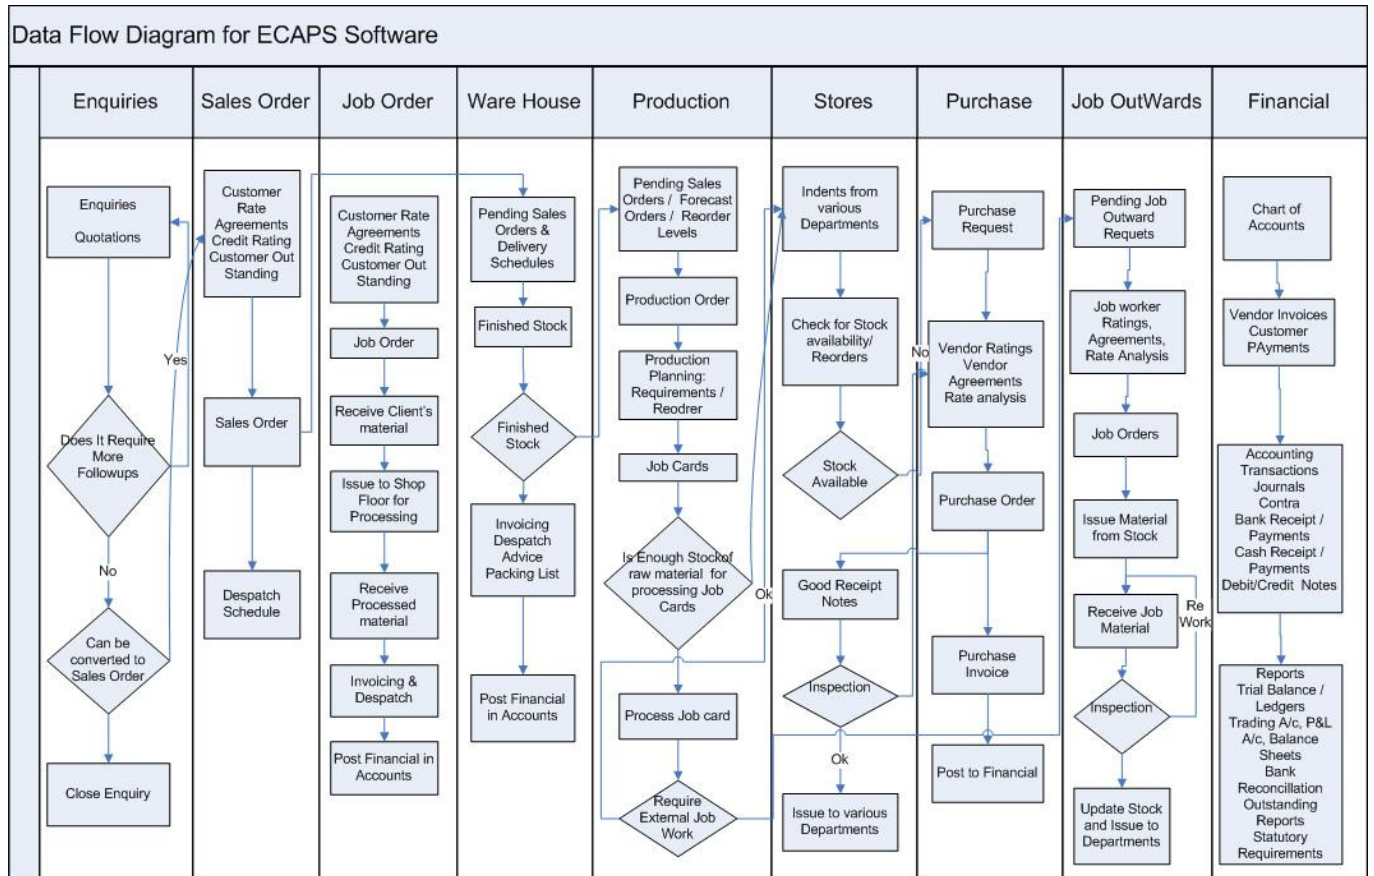 Data Flow Diagram for ECAPS Software
Enquiries
Sales Order
Job Order
Ware House
Production
Stores
Purchase
Job OutWards
Financial
Enquiries
Quotations
Does It Require
More
Followups
Yes
No
Can be
converted to
Sales Order
Close Enquiry
Customer
Rate
Agreements
Credit Rating
Customer Out
Standing
Sales Order
Despatch
Schedule
Customer Rate
Agreements
Credit Rating
Customer Out
Standing
Job Order
Receive Client's
material
Issue to Shop
Floor for
Processing
Receive
Processed
material
Invoicing &
Despatch
Post Financial in
Accounts
Pending Sales
Orders &
Delivery
Schedules
Finished Stock
Finished
Stock
Invoicing
Despatch
Advice
Packing List
Post Financial
in Accounts
Pending Sales
Orders / Forecast
Orders / Reorder
Levels
Production Order
Production
Planning:
Requirements /
Reodrer
Job Cards
Is Enough Stockof
raw material for
processing Job
Cards
Ok
Process Job card
Require
External Job
Work
Indents from
various
Departments
Check for Stock
availability/
Reorders
Stock
Available
No
Good Receipt
Notes
Inspection
Ok
Issue to various
Departments
Purchase
Request
Vendor Ratings
Vendor
Agreements
Rate analysis
Purchase Order
Purchase
Invoice
Post to Financial
Pending Job
Outward
Requets
Job worker
Ratings,
Agreements,
Rate Analysis
Job Orders
Issue Material
from Stock
Receive Job
Material
Re
Work
Inspection
Update Stock
and Issue to
Departments
Chart of
Accounts
Vendor Invoices
Customer
PAyments
Accounting
Transactions
Journals
Contra
Bank Receipt /
Payments
Cash Receipt /
Payments
Debit/Credit Notes
Reports
Trial Balance /
Ledgers
Trading A/c, P&L
A/c, Balance
Sheets
Bank
Reconcillation
Outstanding
Reports
Statutory
Requirements